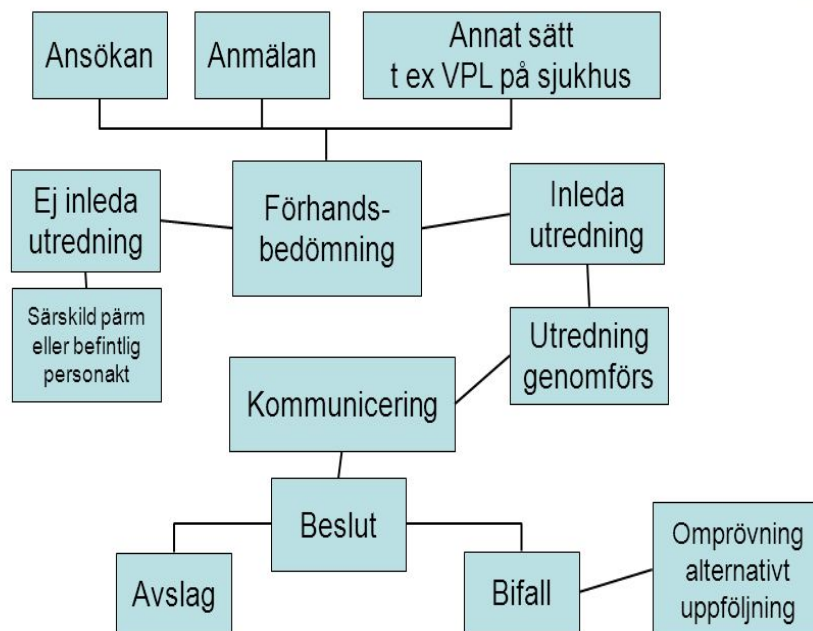 Ansökan
Anmälan
Annat sätt
t ex VPL på sjukhus
Ej inleda
utredning
Förhands-
bedömning
Inleda
utredning
Särskild pärm
eller befintlig
personakt
Utredning
genomförs
Kommunicering
Beslut
Avslag
Bifall
Omprövning
alternativt
uppföljning